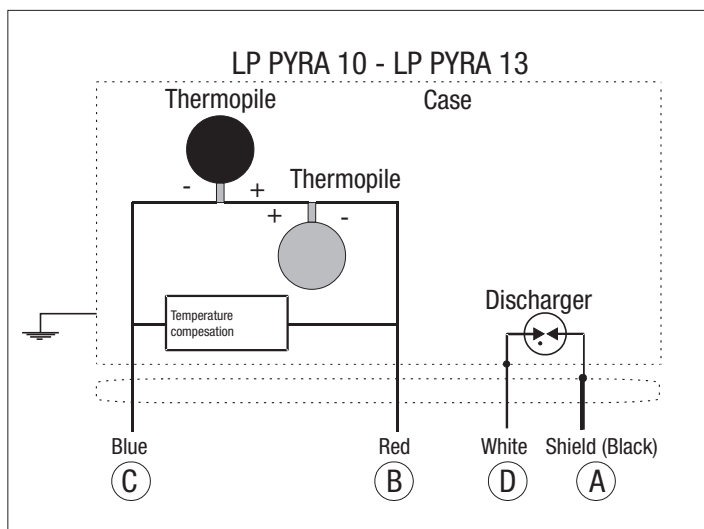 LP PYRA 10 - LP PYRA 13
Thermopile
Case
- +
Thermopile
+ -
Temperature
compesation
Discharger
Blue
Red
White
Shield (Black)
C
B
D
A